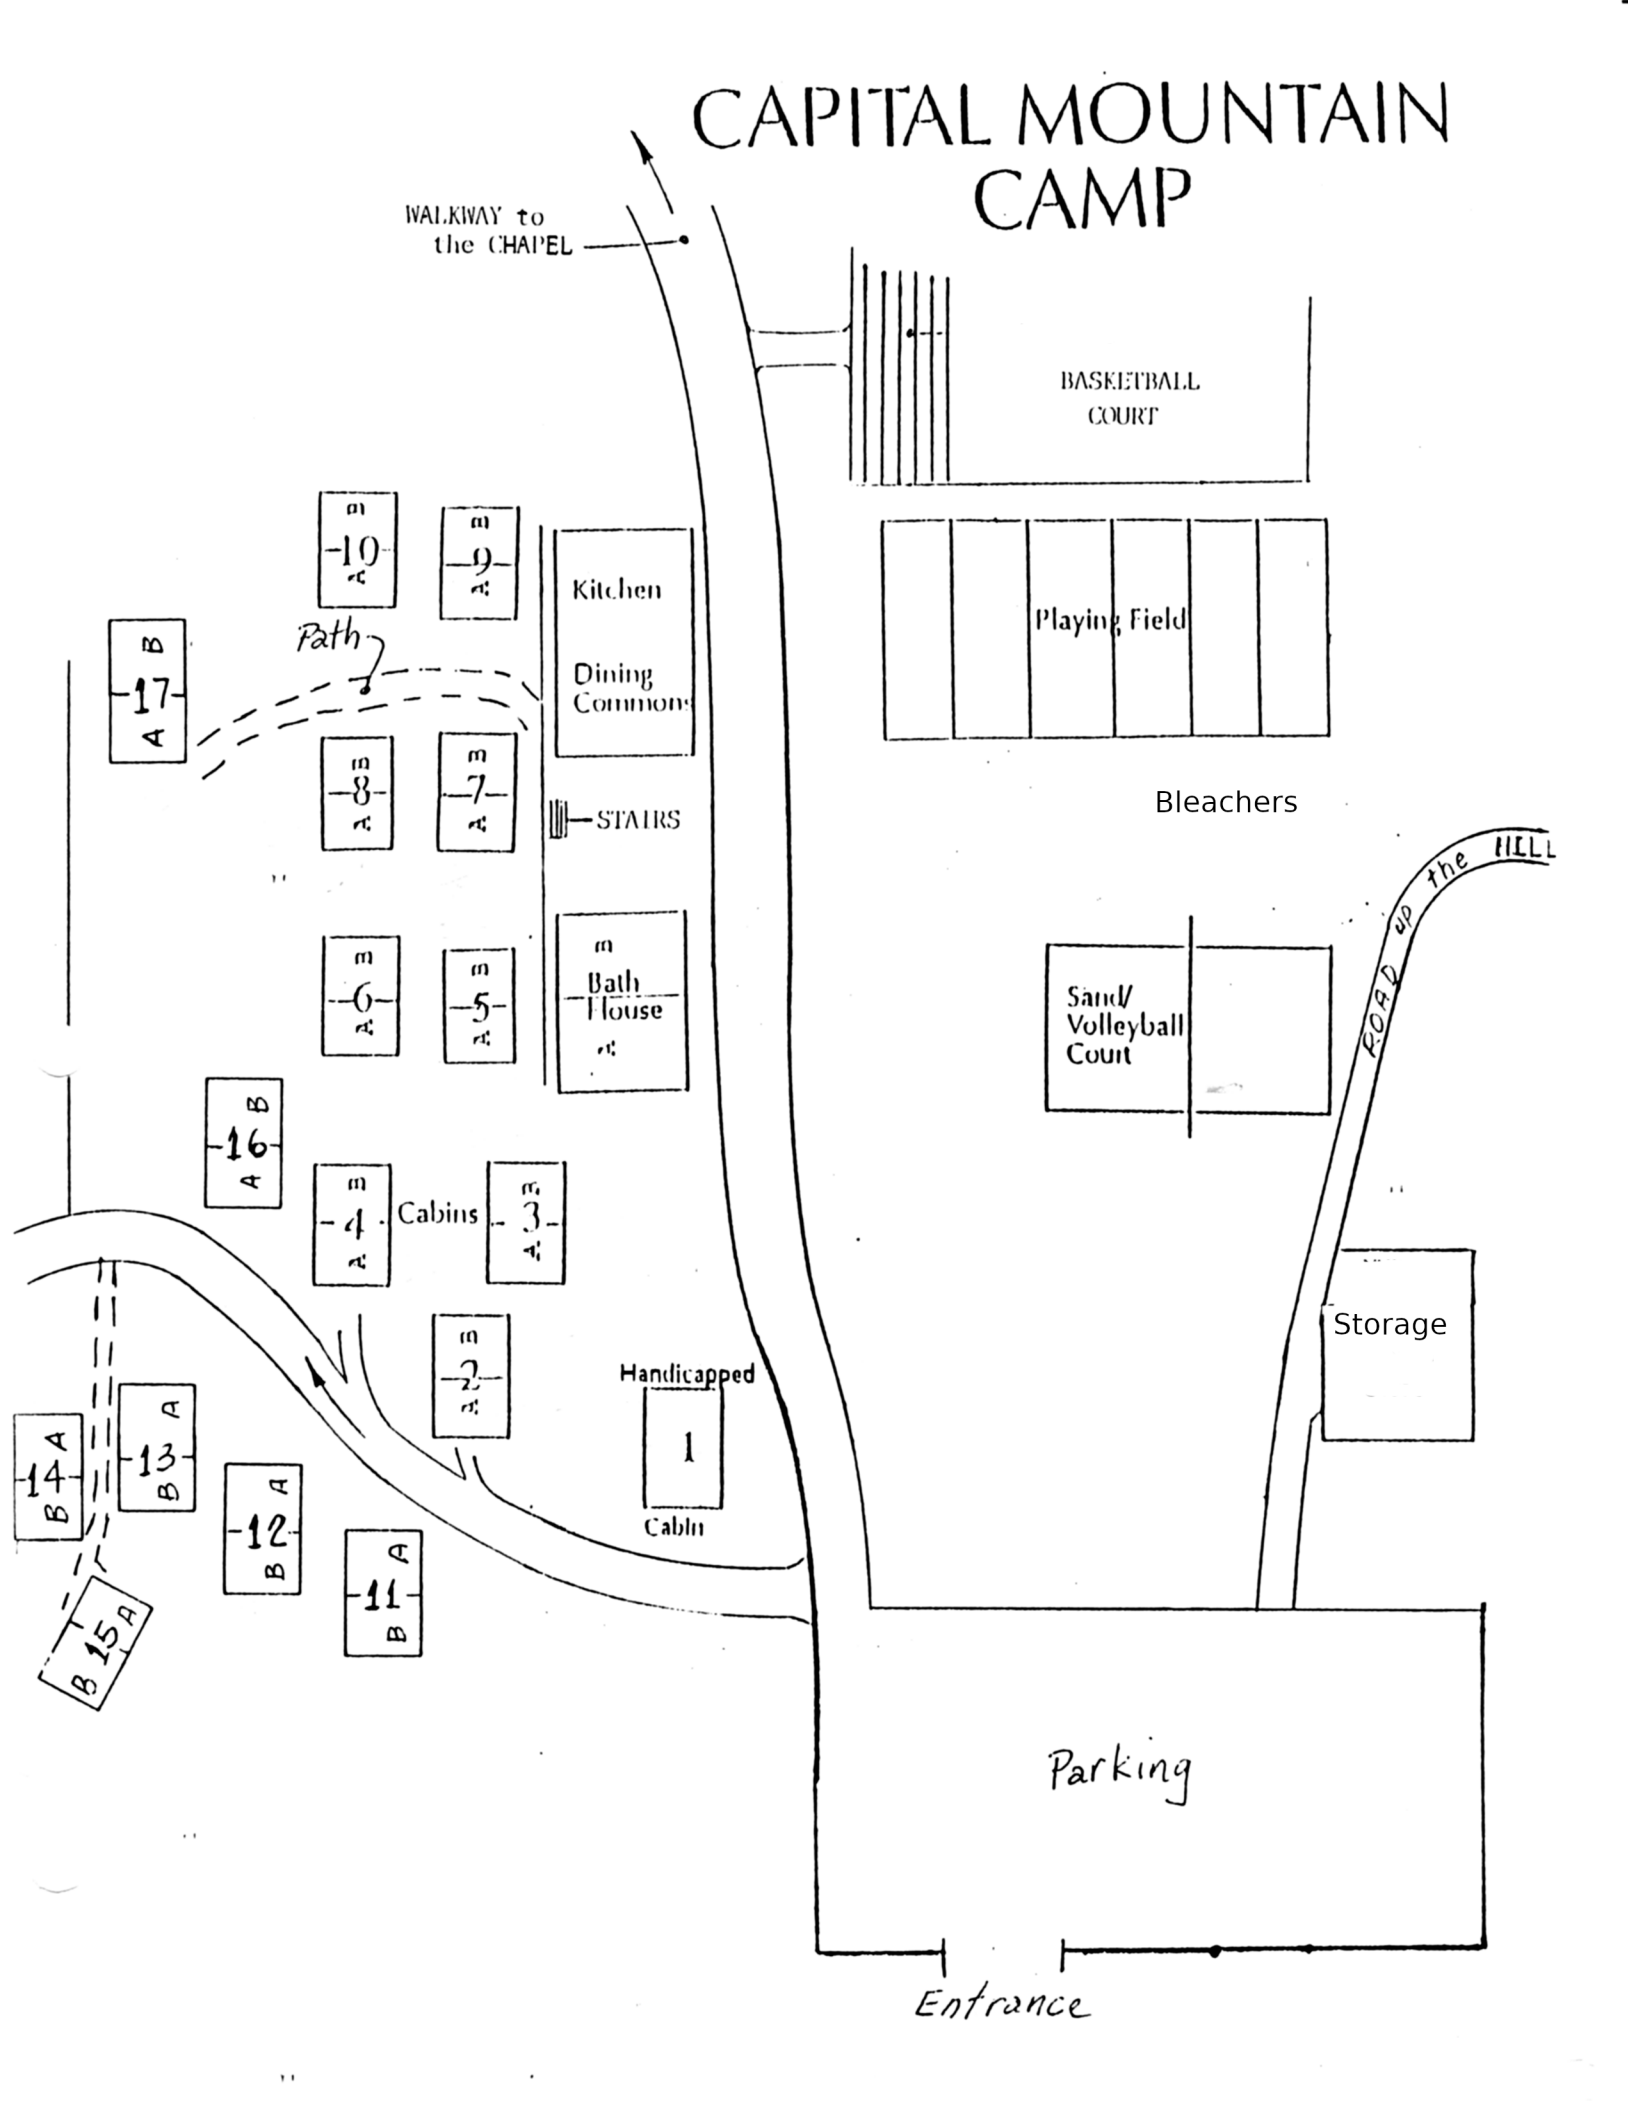 CAPITAL MOUNTAIN
CAMP
WALKWAY to
the CHAPEL
BASKETBALL
COURT
B
10
A
B
9
A
Kitchen
Dining
Commons
Playing Field
Path
B
17
A
B
8
A
B
7
A
STAIRS
Bleachers
ROAD UP the HILL
B
6
A
B
5
A
B
Bath
House
A
Sand/
Volleyball
Court
B
16
A
B
4
A
Cabins
B
3
A
B
2
A
Handicapped
1
Cabin
Storage
A
14
B
A
13
B
A
12
B
A
11
B
A
15
B
Parking
Entrance